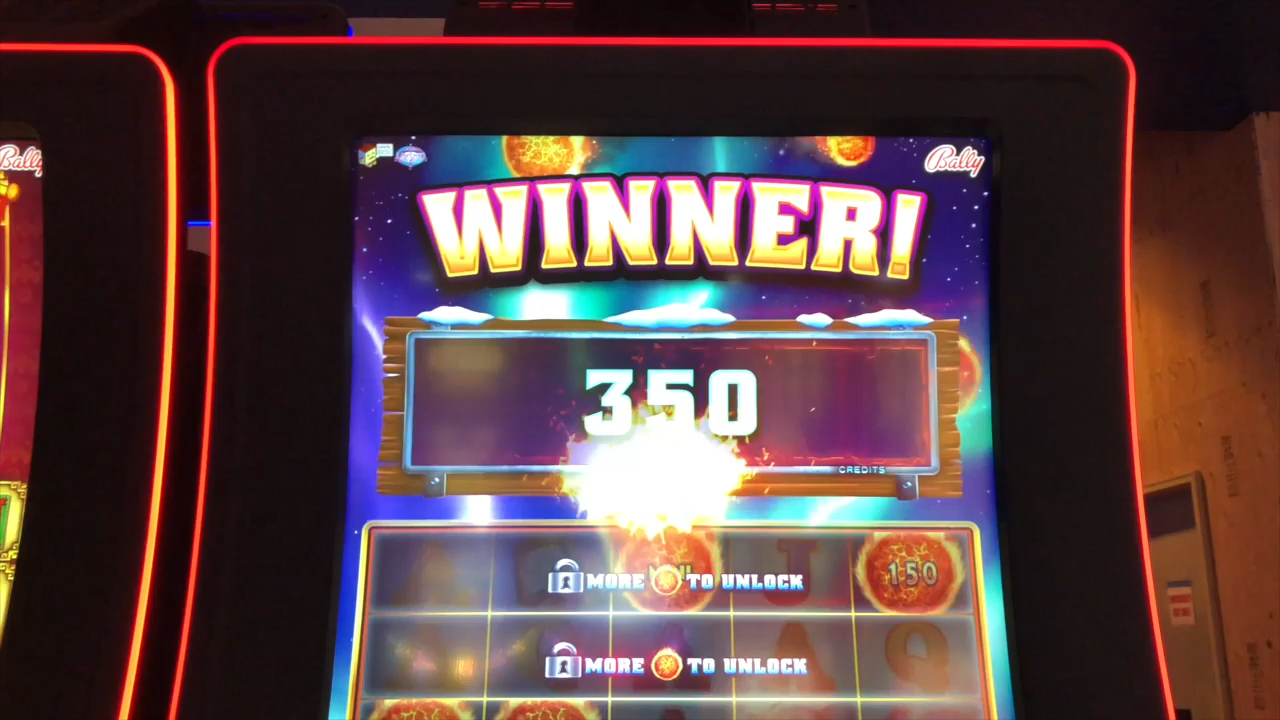 Bally
Bally
WINNER!
350
CREDITS
MORE TO UNLOCK
150
MORE TO UNLOCK